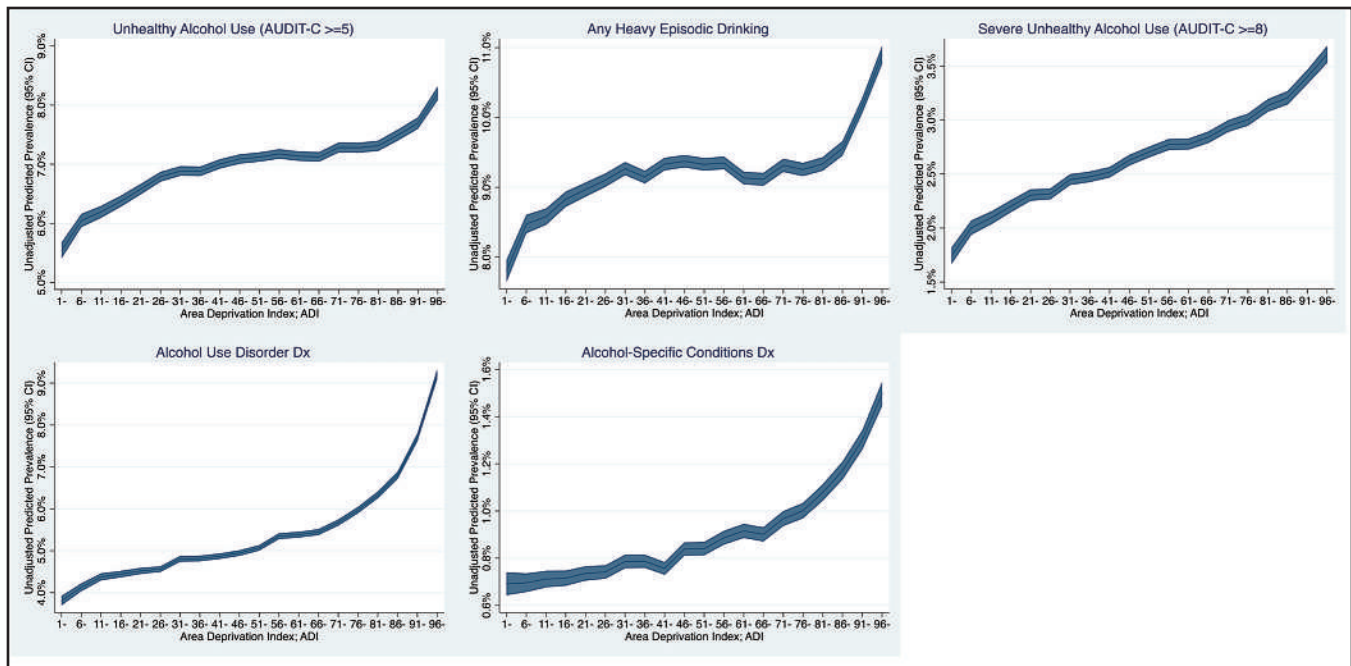 Unhealthy Alcohol Use (AUDIT-C >=5)
Unadjusted Predicted Prevalence (95% CI)
9.0%
8.0%
7.0%
6.0%
5.0%
1- 6- 11- 16- 21- 26- 31- 36- 41- 46- 51- 56- 61- 66- 71- 76- 81- 86- 91- 96-
Area Deprivation Index; ADI
Any Heavy Episodic Drinking
Unadjusted Predicted Prevalence (95% CI)
11.0%
10.0%
9.0%
8.0%
1- 6- 11- 16- 21- 26- 31- 36- 41- 46- 51- 56- 61- 66- 71- 76- 81- 86- 91- 96-
Area Deprivation Index; ADI
Severe Unhealthy Alcohol Use (AUDIT-C >=8)
Unadjusted Predicted Prevalence (95% CI)
3.5%
3.0%
2.5%
2.0%
1.5%
1- 6- 11- 16- 21- 26- 31- 36- 41- 46- 51- 56- 61- 66- 71- 76- 81- 86- 91- 96-
Area Deprivation Index; ADI
Alcohol Use Disorder Dx
Unadjusted Predicted Prevalence (95% CI)
9.0%
8.0%
7.0%
6.0%
5.0%
4.0%
1- 6- 11- 16- 21- 26- 31- 36- 41- 46- 51- 56- 61- 66- 71- 76- 81- 86- 91- 96-
Area Deprivation Index; ADI
Alcohol-Specific Conditions Dx
Unadjusted Predicted Prevalence (95% CI)
1.6%
1.4%
1.2%
1.0%
0.8%
0.6%
1- 6- 11- 16- 21- 26- 31- 36- 41- 46- 51- 56- 61- 66- 71- 76- 81- 86- 91- 96-
Area Deprivation Index; ADI